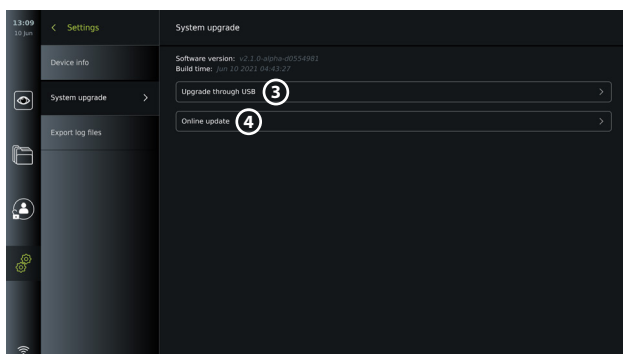 13:09
10 Jun
Settings
Device info
System upgrade
Export log files
System upgrade
Software version: v2.1.0-alpha-d0554981
Build time: Jun 10 2021 04:43:27
Upgrade through USB 3
Online update 4